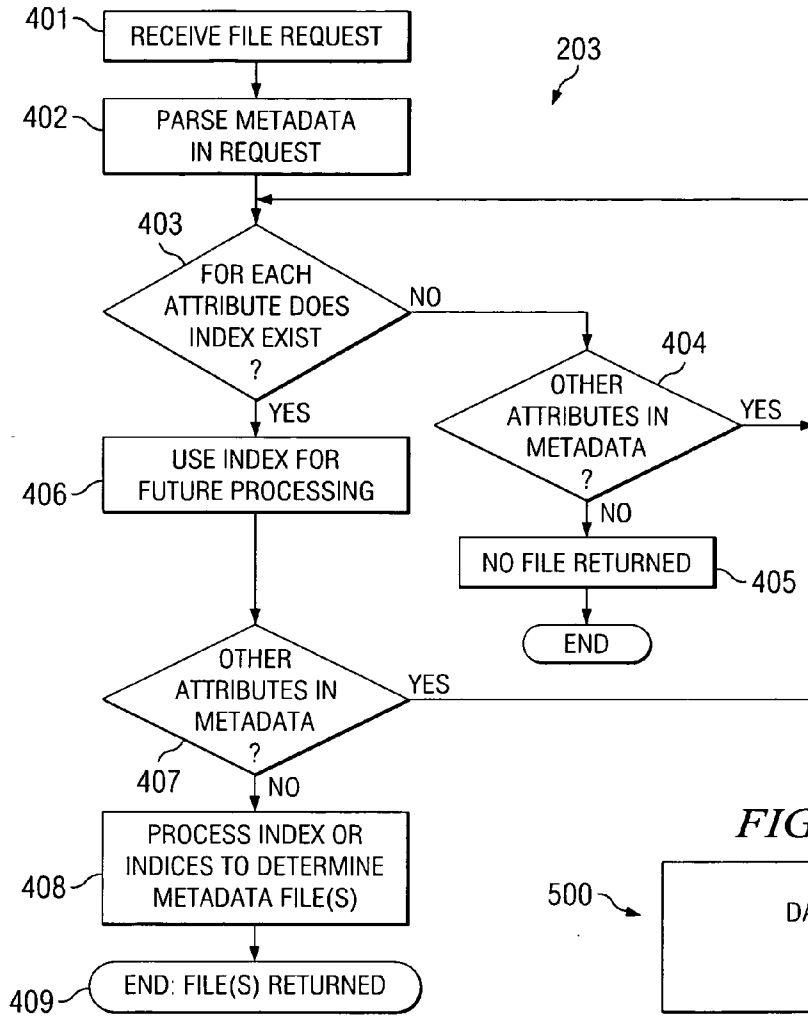 401
RECEIVE FILE REQUEST
203
402
PARSE METADATA
IN REQUEST
403
FOR EACH
ATTRIBUTE DOES
INDEX EXIST
?
NO
YES
404
OTHER
ATTRIBUTES IN
METADATA
?
YES
NO
406
USE INDEX FOR
FUTURE PROCESSING
NO FILE RETURNED
405
END
OTHER
ATTRIBUTES IN
METADATA
?
YES
407
NO
408
PROCESS INDEX OR
INDICES TO DETERMINE
METADATA FILE(S)
409
END: FILE(S) RETURNED
FIG
500
DA